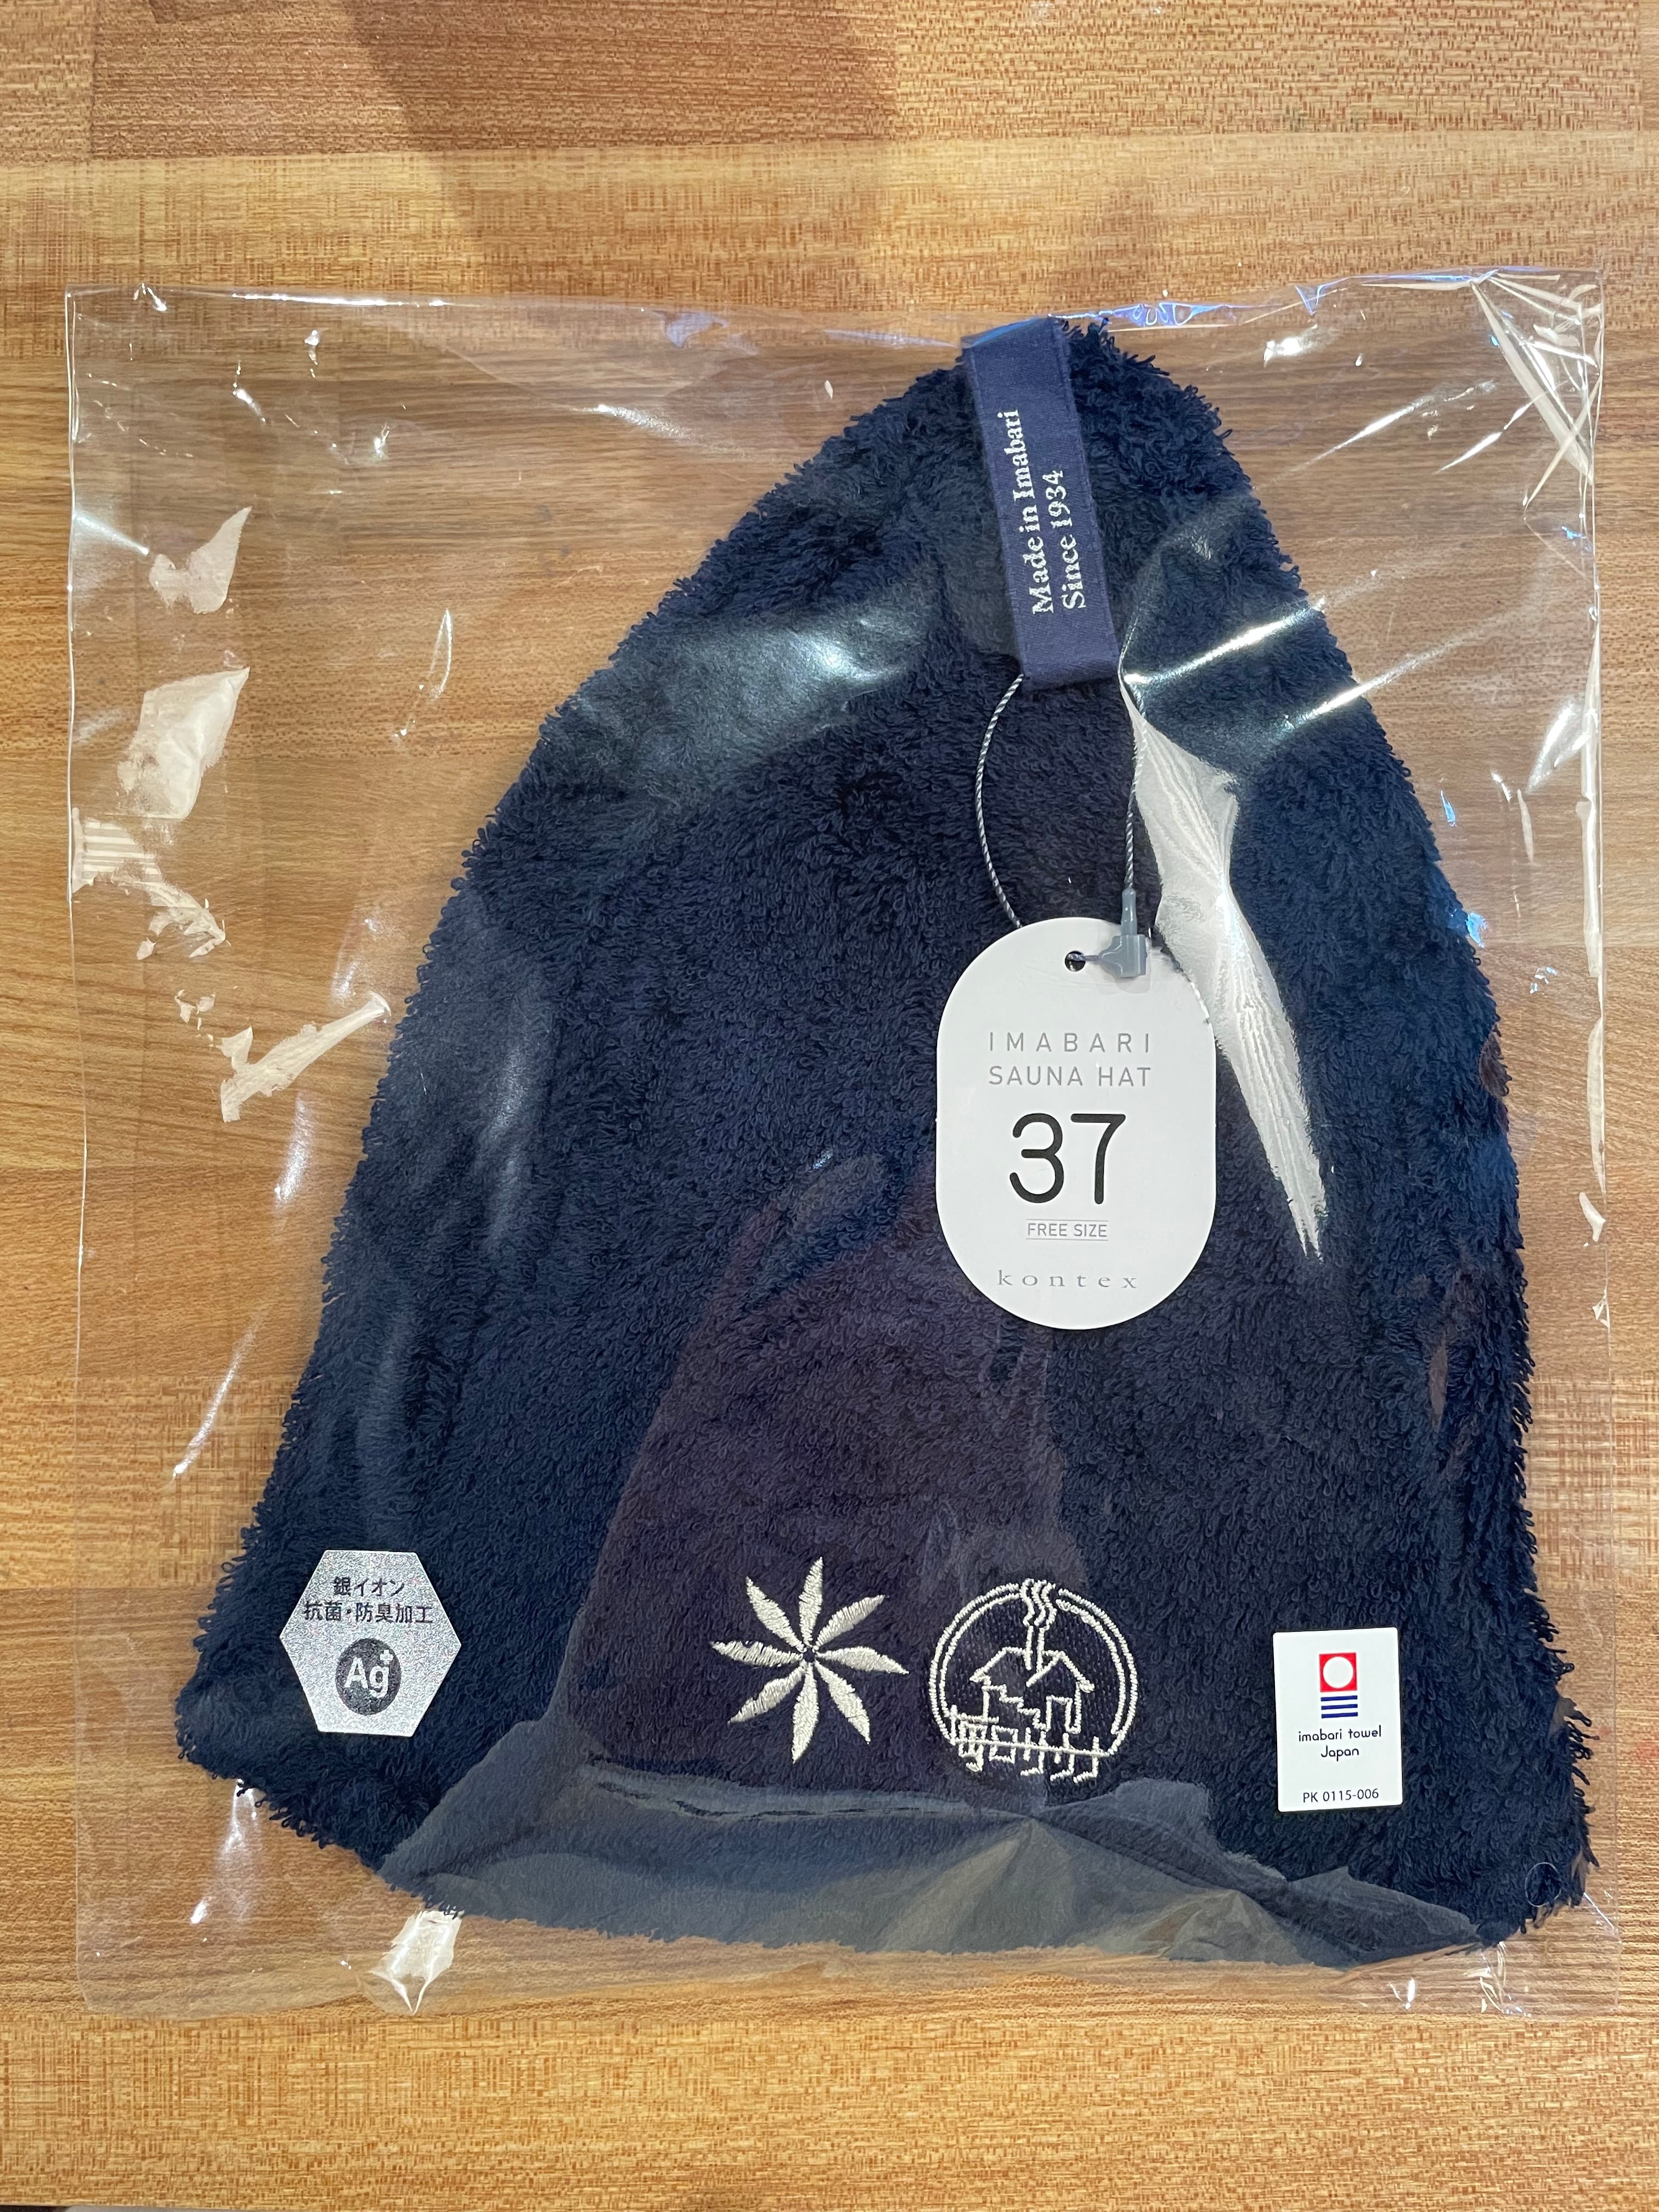 Made in Imabari
Since 1934
IMABARI
SAUNA HAT
37
FREE SIZE
kontex
銀イオン
抗菌・防臭加工
Ag+
imabari towel
Japan
PK 0115-006